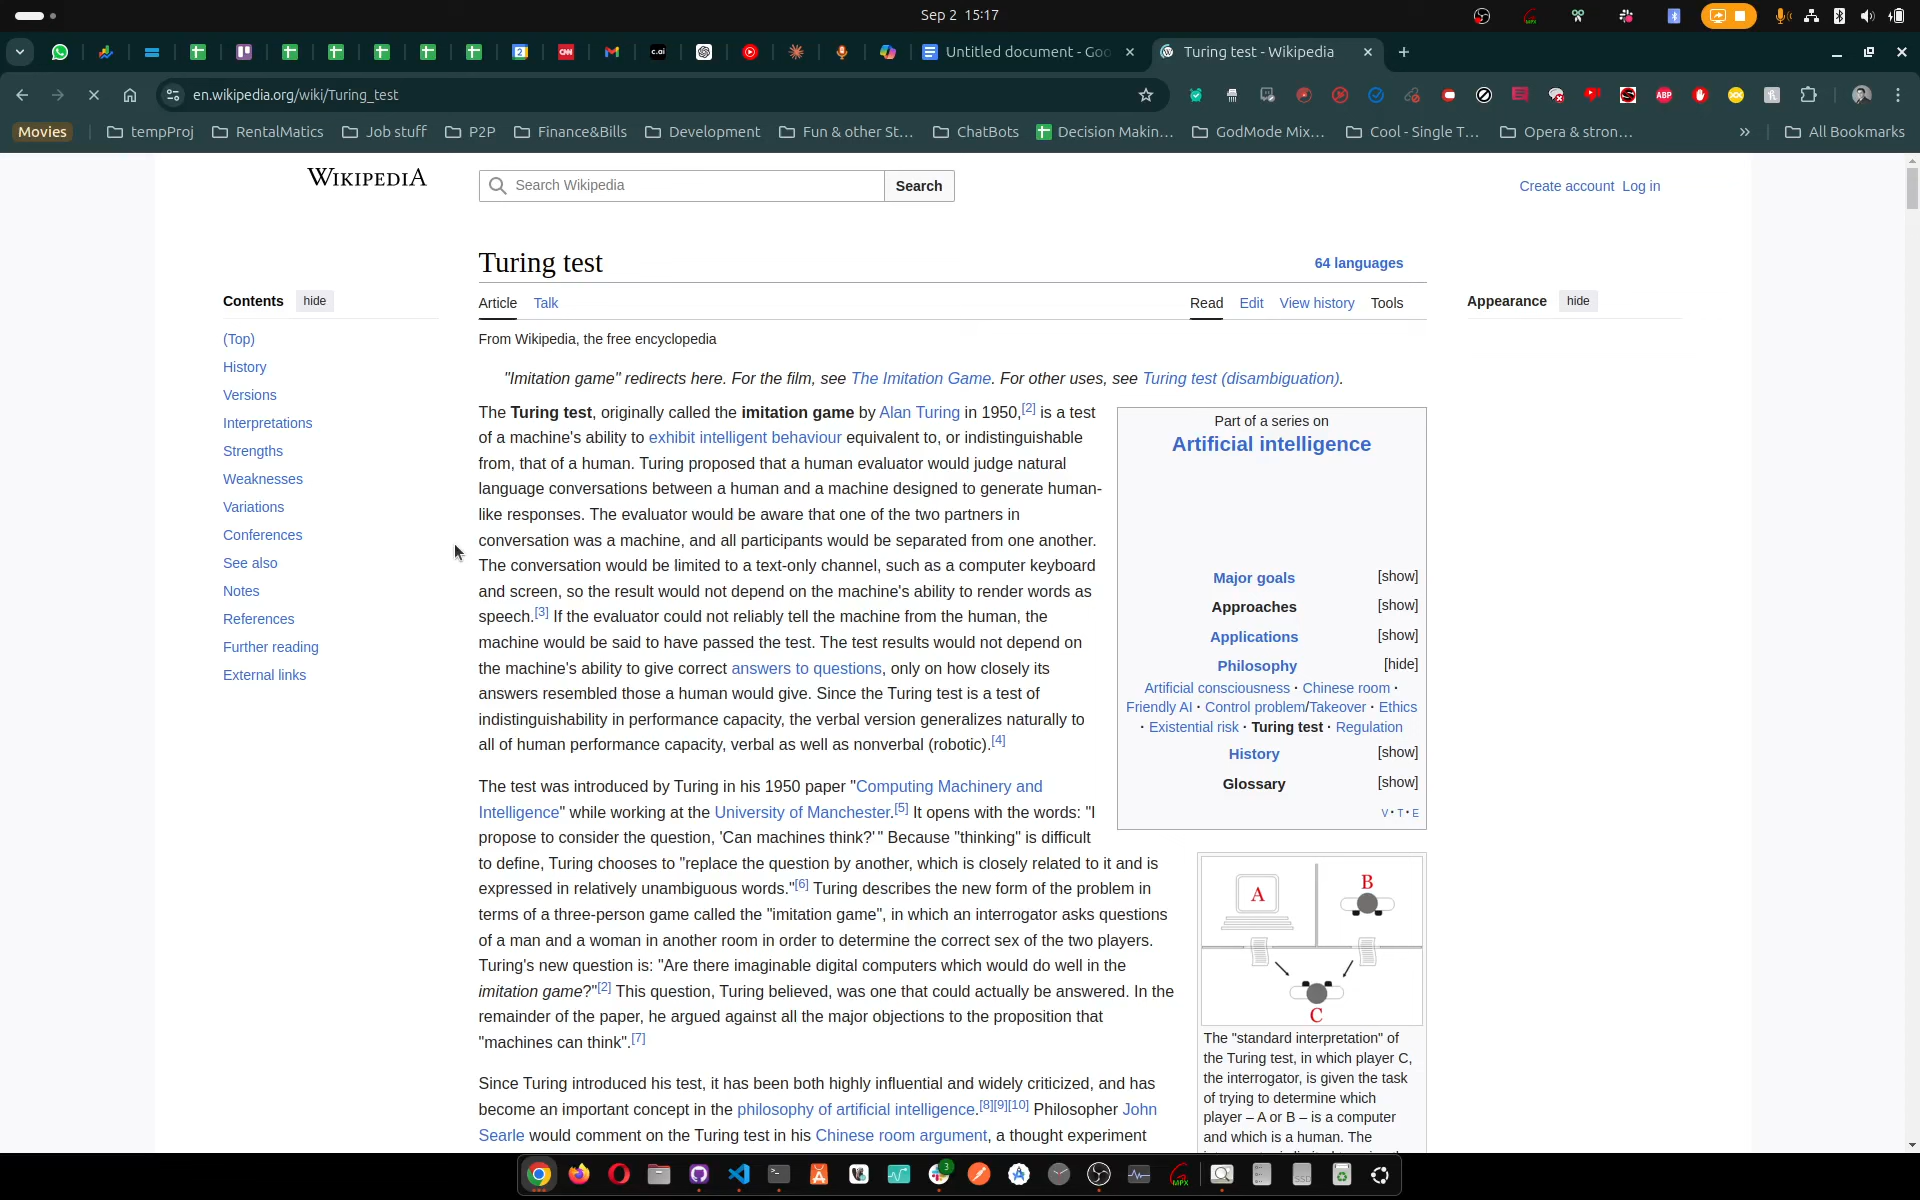 Sep 2 15:17
Untitled document - Goo
Turing test - Wikipedia
en.wikipedia.org/wiki/Turing_test
Movies
tempProj
RentalMatics
Job stuff
P2P
Finance&Bills
Development
Fun & other St...
ChatBots
Decision Makin...
GodMode Mix...
Cool - Single T...
Opera & stron...
»
All Bookmarks
WIKIPEDIA
Search Wikipedia
Search
Create account Log in
Turing test
64 languages
Contents hide
(Top)
History
Versions
Interpretations
Strengths
Weaknesses
Variations
Conferences
See also
Notes
References
Further reading
External links
Article Talk
Read Edit View history Tools
Appearance hide
From Wikipedia, the free encyclopedia
"Imitation game" redirects here. For the film, see The Imitation Game. For other uses, see Turing test (disambiguation).
The Turing test, originally called the imitation game by Alan Turing in 1950,[2] is a test
of a machine's ability to exhibit intelligent behaviour equivalent to, or indistinguishable
from, that of a human. Turing proposed that a human evaluator would judge natural
language conversations between a human and a machine designed to generate human-
like responses. The evaluator would be aware that one of the two partners in
conversation was a machine, and all participants would be separated from one another.
The conversation would be limited to a text-only channel, such as a computer keyboard
and screen, so the result would not depend on the machine's ability to render words as
speech.[3] If the evaluator could not reliably tell the machine from the human, the
machine would be said to have passed the test. The test results would not depend on
the machine's ability to give correct answers to questions, only on how closely its
answers resembled those a human would give. Since the Turing test is a test of
indistinguishability in performance capacity, the verbal version generalizes naturally to
all of human performance capacity, verbal as well as nonverbal (robotic).[4]
The test was introduced by Turing in his 1950 paper "Computing Machinery and
Intelligence" while working at the University of Manchester.[5] It opens with the words: "I
propose to consider the question, 'Can machines think?'" Because "thinking" is difficult
to define, Turing chooses to "replace the question by another, which is closely related to it and is
expressed in relatively unambiguous words."[6] Turing describes the new form of the problem in
terms of a three-person game called the "imitation game", in which an interrogator asks questions
of a man and a woman in another room in order to determine the correct sex of the two players.
Turing's new question is: "Are there imaginable digital computers which would do well in the
imitation game?"[2] This question, Turing believed, was one that could actually be answered. In the
remainder of the paper, he argued against all the major objections to the proposition that
"machines can think".[7]
Since Turing introduced his test, it has been both highly influential and widely criticized, and has
become an important concept in the philosophy of artificial intelligence.[8][9][10] Philosopher John
Searle would comment on the Turing test in his Chinese room argument, a thought experiment
Part of a series on
Artificial intelligence
Major goals [show]
Approaches [show]
Applications [show]
Philosophy [hide]
Artificial consciousness · Chinese room ·
Friendly AI · Control problem/Takeover · Ethics
· Existential risk · Turing test · Regulation
History [show]
Glossary [show]
V · T · E
A
B
C
The "standard interpretation" of
the Turing test, in which player C,
the interrogator, is given the task
of trying to determine which
player – A or B – is a computer
and which is a human. The